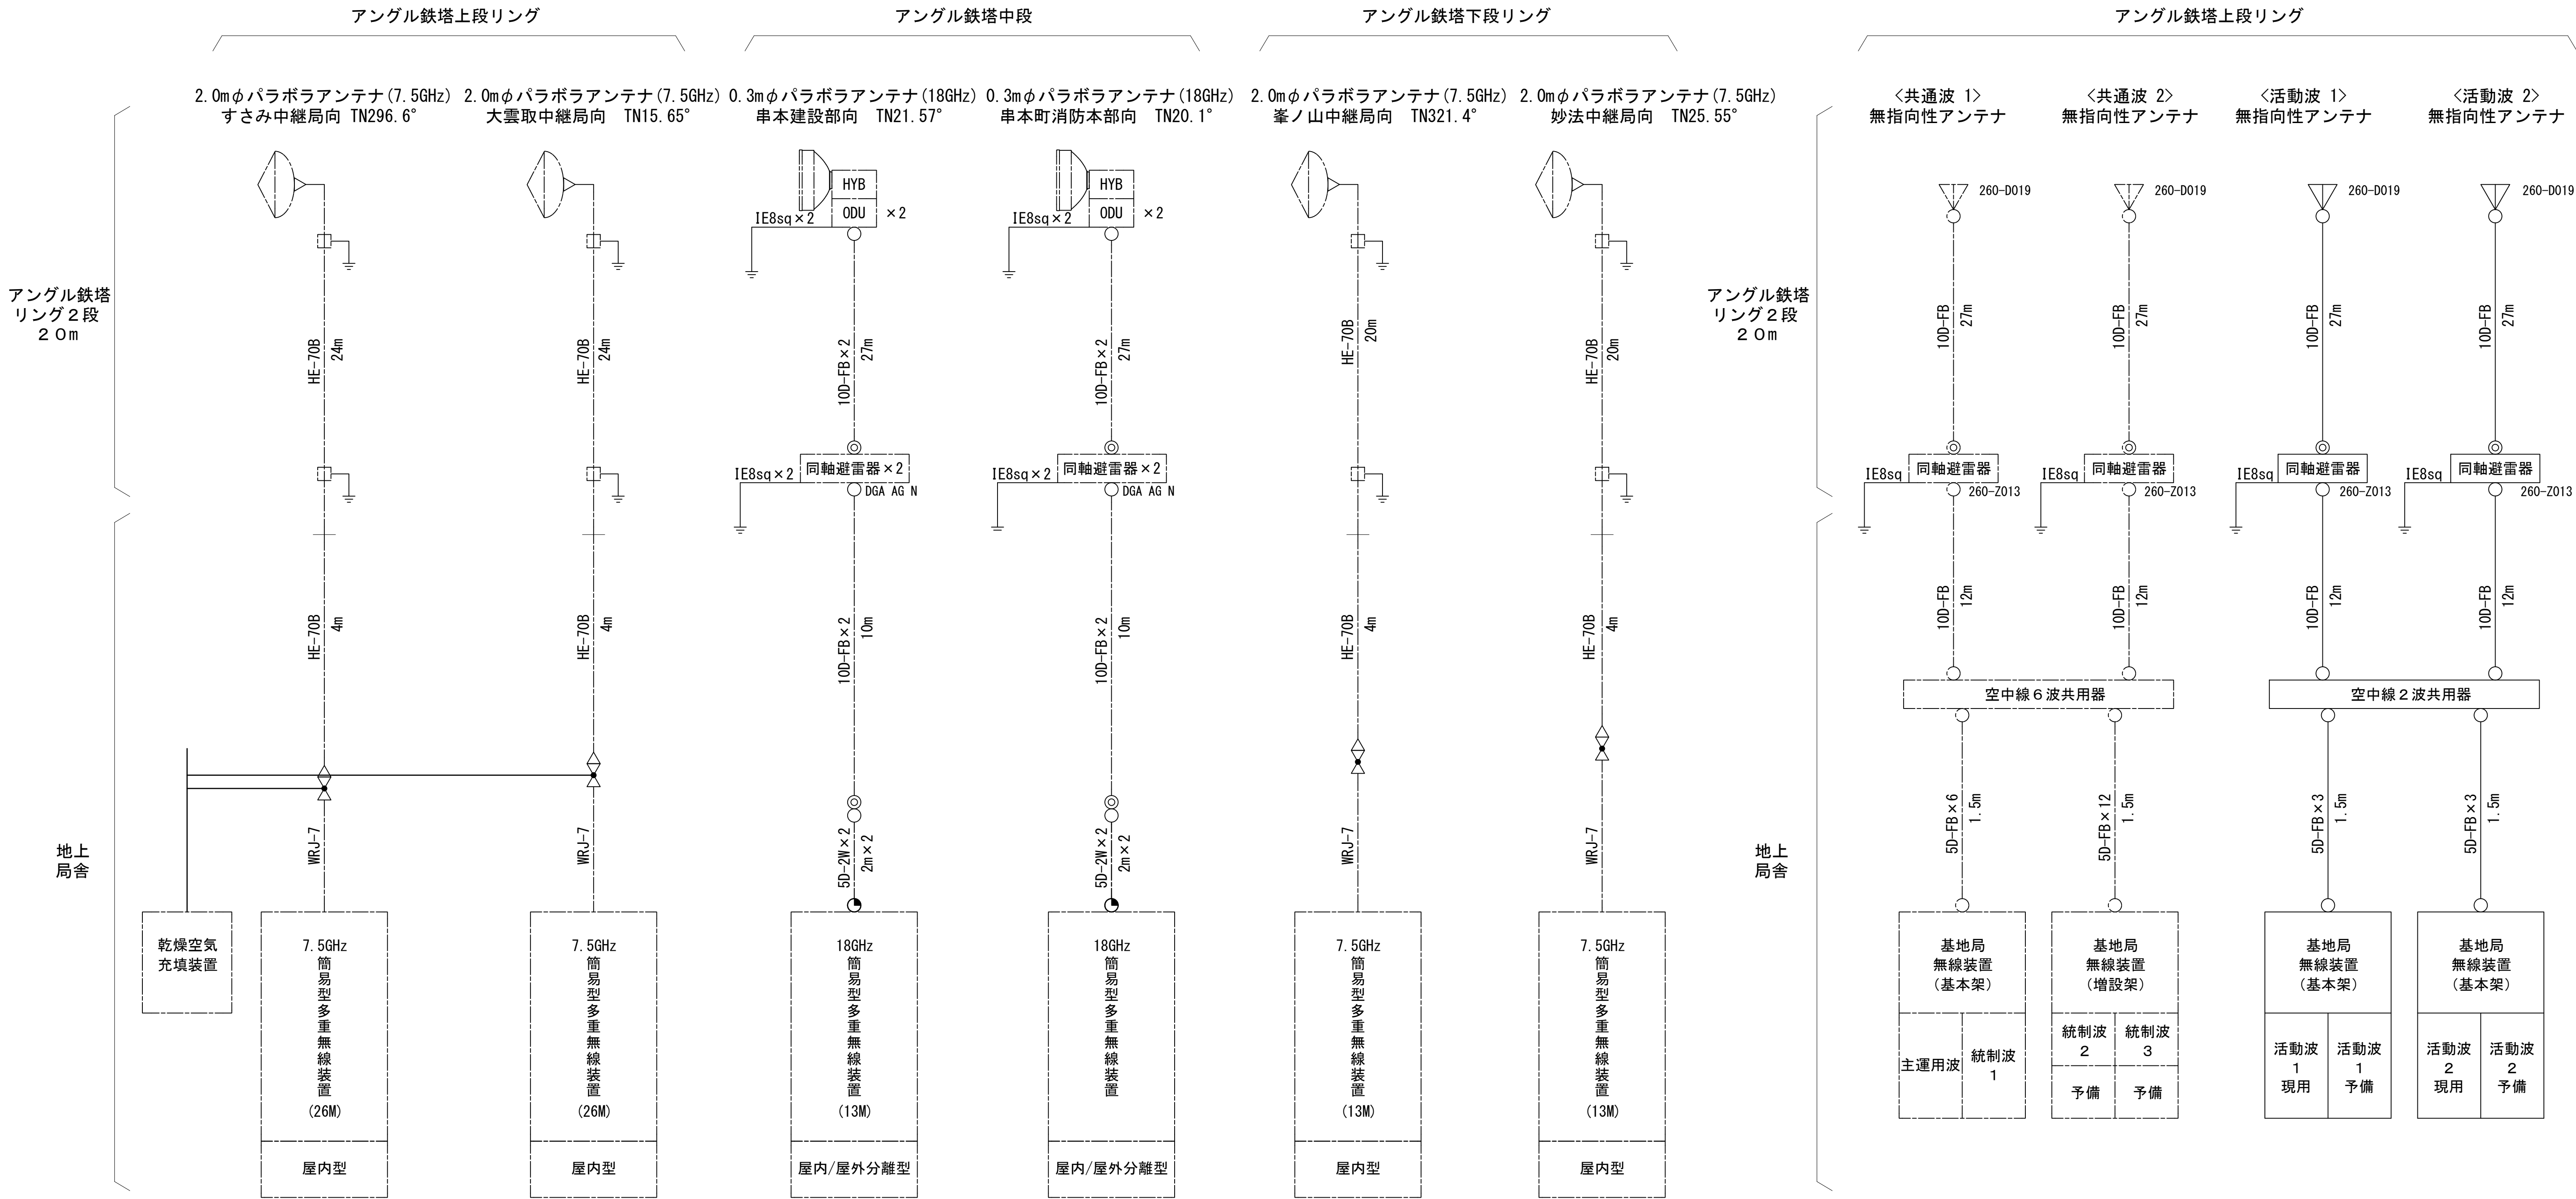 アングル鉄塔上段リング
アングル鉄塔中段
アングル鉄塔下段リング
アングル鉄塔上段リング
2.0mφパラボラアンテナ(7.5GHz)
すさみ中継局向 TN296.6°
2.0mφパラボラアンテナ(7.5GHz)
大雲取中継局向 TN15.65°
0.3mφパラボラアンテナ(18GHz)
串本建設部向 TN21.57°
0.3mφパラボラアンテナ(18GHz)
串本町消防本部向 TN20.1°
2.0mφパラボラアンテナ(7.5GHz)
峯ノ山中継局向 TN321.4°
2.0mφパラボラアンテナ(7.5GHz)
妙法中継局向 TN25.55°
<共通波 1>
無指向性アンテナ
<共通波 2>
無指向性アンテナ
<活動波 1>
無指向性アンテナ
<活動波 2>
無指向性アンテナ
HYB
ODU
×2
IE8sq×2
HYB
ODU
×2
IE8sq×2
260-D019
260-D019
260-D019
260-D019
アングル鉄塔
リング2段
20m
アングル鉄塔
リング2段
20m
HE-70B
24m
HE-70B
24m
10D-FB×2
27m
10D-FB×2
27m
HE-70B
20m
HE-70B
20m
10D-FB
27m
10D-FB
27m
10D-FB
27m
10D-FB
27m
IE8sq×2
同軸避雷器×2
DGA AG N
IE8sq×2
同軸避雷器×2
DGA AG N
IE8sq
同軸避雷器
260-Z013
IE8sq
同軸避雷器
260-Z013
IE8sq
同軸避雷器
260-Z013
IE8sq
同軸避雷器
260-Z013
HE-70B
4m
HE-70B
4m
10D-FB×2
10m
10D-FB×2
10m
HE-70B
4m
HE-70B
4m
10D-FB
12m
10D-FB
12m
10D-FB
12m
10D-FB
12m
空中線6波共用器
空中線2波共用器
地上
局舎
地上
局舎
WRJ-7
WRJ-7
5D-2W×2
2m×2
5D-2W×2
2m×2
WRJ-7
WRJ-7
5D-FB×6
1.5m
5D-FB×12
1.5m
5D-FB×3
1.5m
5D-FB×3
1.5m
乾燥空気
充填装置
7.5GHz
簡易型多重無線装置
(26M)
屋内型
7.5GHz
簡易型多重無線装置
(26M)
屋内型
18GHz
簡易型多重無線装置
(13M)
屋内/屋外分離型
18GHz
簡易型多重無線装置
屋内/屋外分離型
7.5GHz
簡易型多重無線装置
(13M)
屋内型
7.5GHz
簡易型多重無線装置
(13M)
屋内型
基地局
無線装置
(基本架)
主運用波
統制波
1
基地局
無線装置
(増設架)
統制波
2
統制波
3
予備
予備
基地局
無線装置
(基本架)
活動波
1
現用
活動波
1
予備
基地局
無線装置
(基本架)
活動波
2
現用
活動波
2
予備